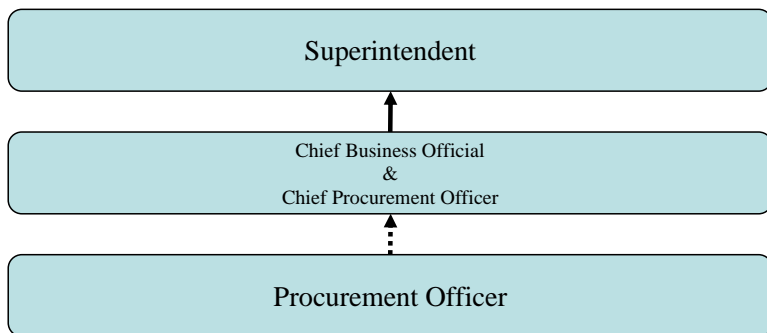 Superintendent
Chief Business Official
&
Chief Procurement Officer
Procurement Officer